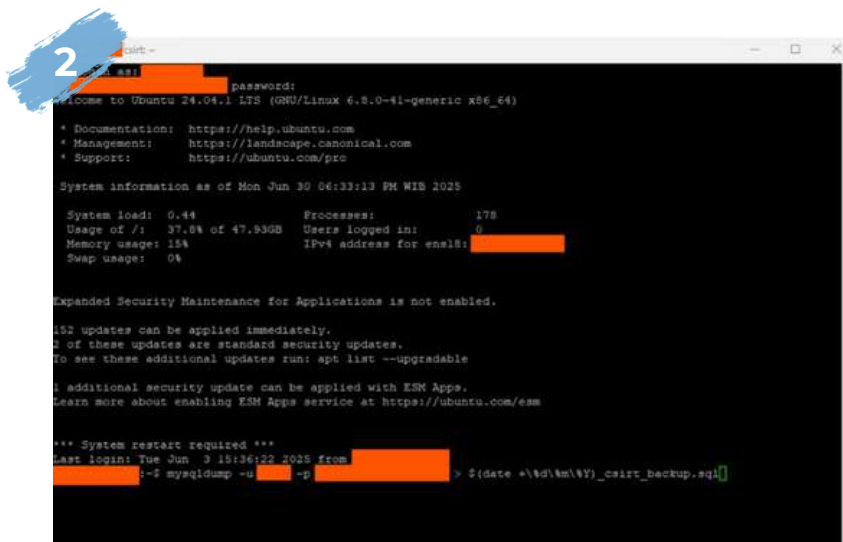 2
csirt: ~
as:
password:
Welcome to Ubuntu 24.04.1 LTS (GNU/Linux 6.8.0-41-generic x86_64)
* Documentation: https://help.ubuntu.com
* Management: https://landscape.canonical.com
* Support: https://ubuntu.com/pro
System information as of Mon Jun 30 06:33:13 PM WIB 2025
System load: 0.44 Processes: 178
Usage of /: 37.8% of 47.93GB Users logged in: 0
Memory usage: 15% IPv4 address for ens18:
Swap usage: 0%
Expanded Security Maintenance for Applications is not enabled.
152 updates can be applied immediately.
2 of these updates are standard security updates.
To see these additional updates run: apt list --upgradable
1 additional security update can be applied with ESM Apps.
Learn more about enabling ESM Apps service at https://ubuntu.com/esm
*** System restart required ***
Last login: Tue Jun 3 15:36:22 2025 from
:~$ mysqldump -u -p > $(date +\%d\%m\%Y)_csirt_backup.sql